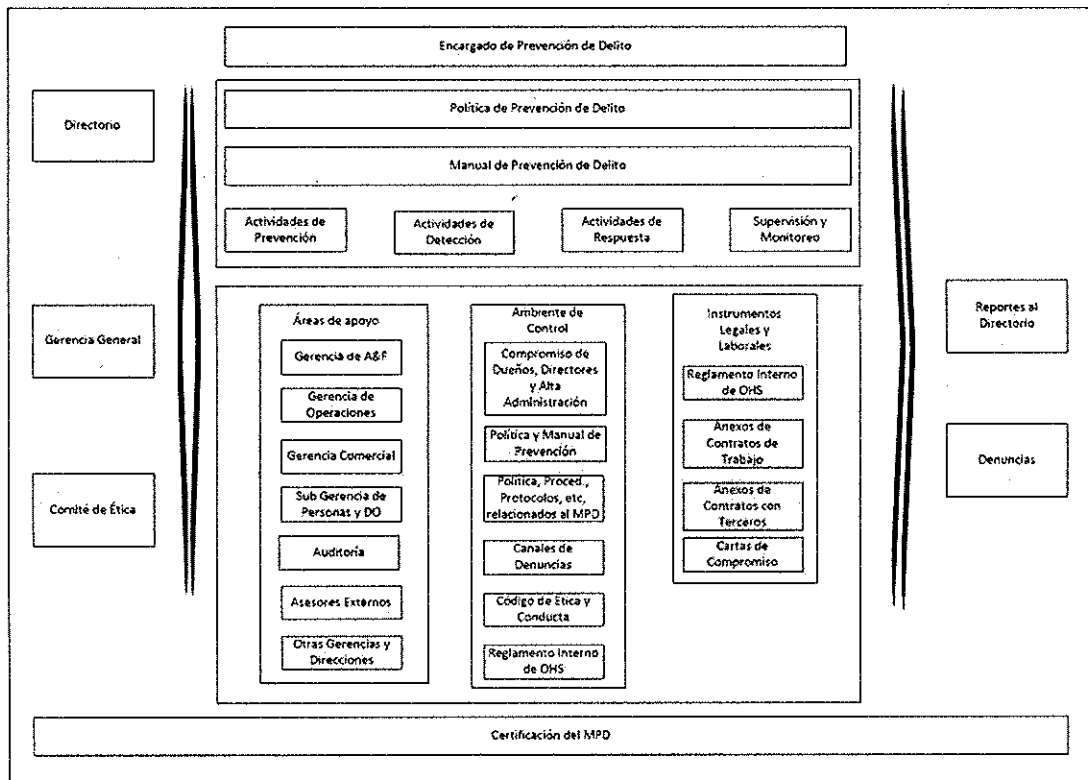 Encargado de Prevención de Delito
Directorio
Gerencia General
Comité de Ética
Política de Prevención de Delito
Manual de Prevención de Delito
Actividades de
Prevención
Actividades de
Detección
Actividades de
Respuesta
Supervisión y
Monitoreo
Áreas de apoyo
Gerencia de A&F
Gerencia de
Operaciones
Gerencia Comercial
Sub Gerencia de
Personas y DO
Auditoría
Asesores Externos
Otras Gerencias y
Direcciones
Ambiente de
Control
Compromiso de
Dueños, Directores
y Alta
Administración
Política y Manual de
Prevención
Política, Proced.,
Protocolos, etc,
relacionados al MPD
Canales de
Denuncias
Código de Etica y
Conducta
Reglamento Interno
de OHS
Instrumentos
Legales y
Laborales
Reglamento Interno
de OHS
Anexos de
Contratos de
Trabajo
Anexos de
Contratos con
Terceros
Cartas de
Compromiso
Reportes al
Directorio
Denuncias
Certificación del MPD